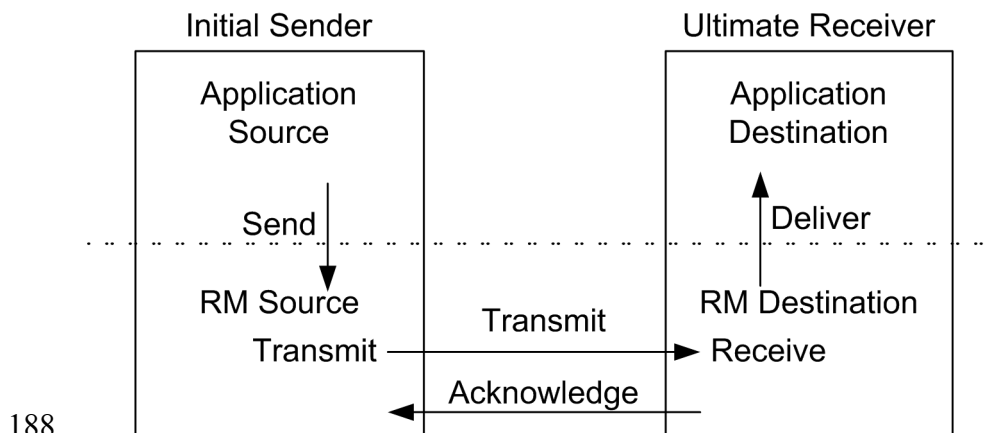 Initial Sender
Ultimate Receiver
Application
Source
Application
Destination
Send
Deliver
RM Source
RM Destination
Transmit
Transmit
Receive
Acknowledge
188